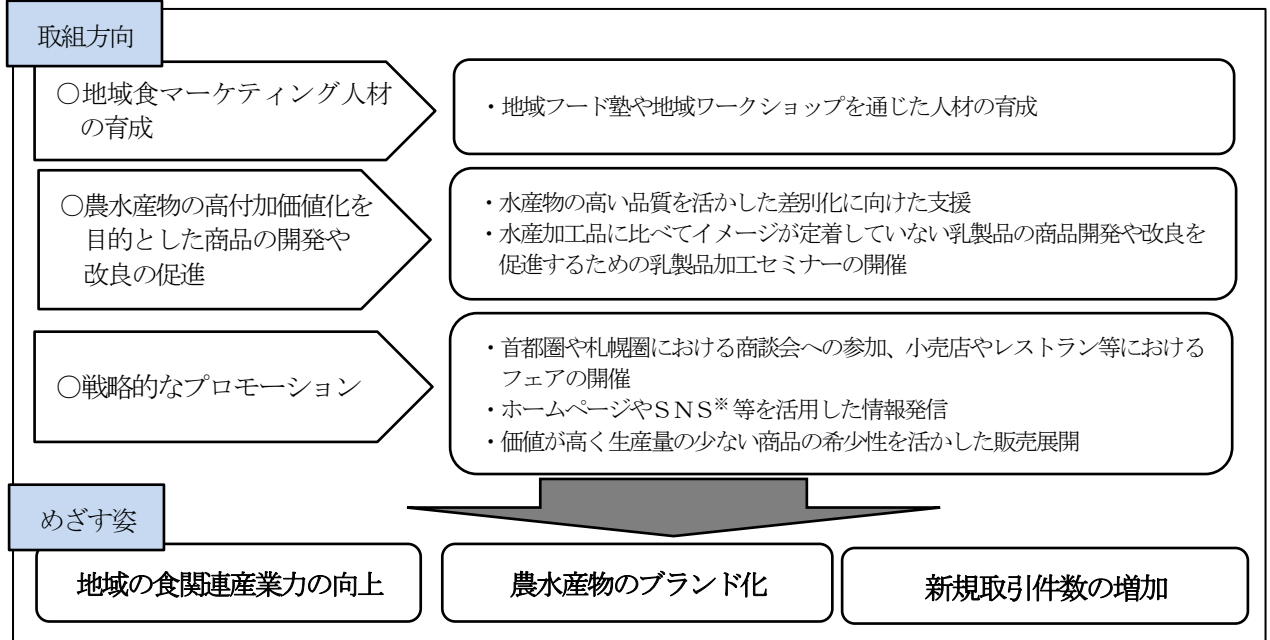 取組方向
○地域食マーケティング人材
の育成
・地域フード塾や地域ワークショップを通じた人材の育成
○農水産物の高付加価値化を
目的とした商品の開発や
改良の促進
・水産物の高い品質を活かした差別化に向けた支援
・水産加工品に比べてイメージが定着していない乳製品の商品開発や改良を
促進するための乳製品加工セミナーの開催
○戦略的なプロモーション
・首都圏や札幌圏における商談会への参加、小売店やレストラン等における
フェアの開催
・ホームページやSNS※等を活用した情報発信
・価値が高く生産量の少ない商品の希少性を活かした販売展開
めざす姿
地域の食関連産業力の向上
農水産物のブランド化
新規取引件数の増加